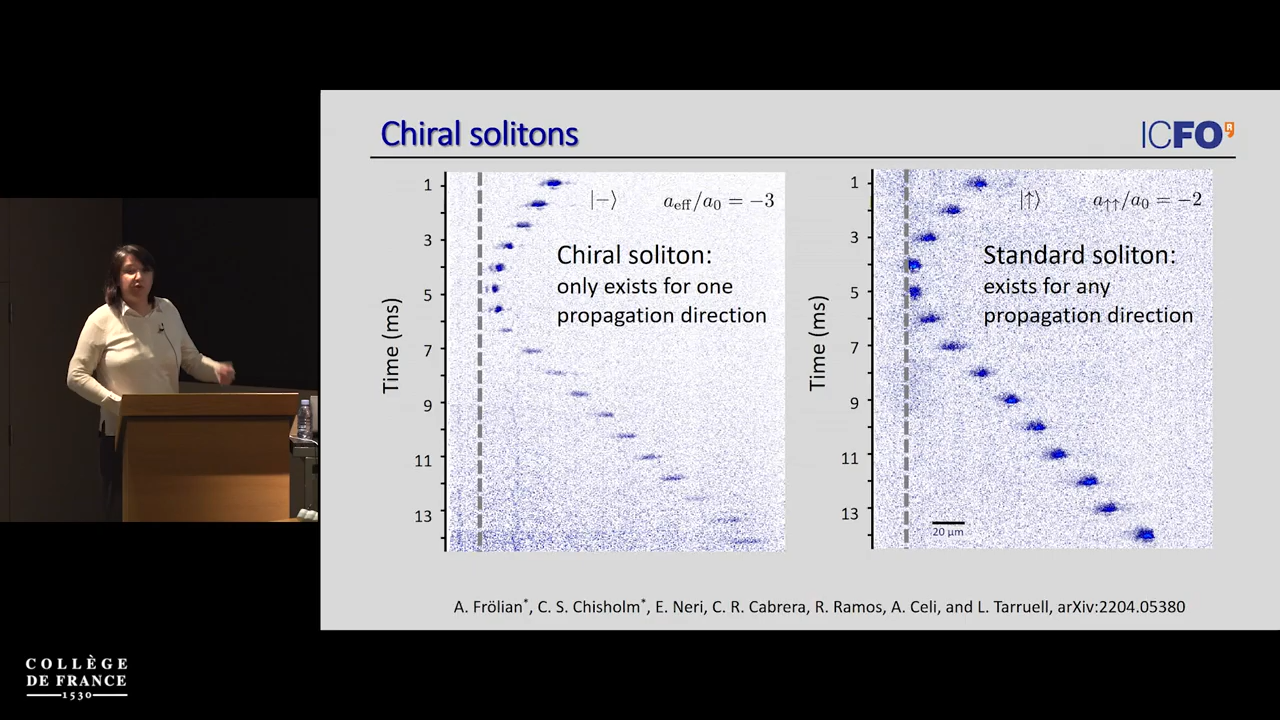 Chiral solitons
ICFO
1
3
5
7
9
11
13
Time (ms)
|−⟩
a_eff/a_0 = −3
Chiral soliton:
only exists for one
propagation direction
1
3
5
7
9
11
13
Time (ms)
|↑⟩
a_↑↑/a_0 = −2
Standard soliton:
exists for any
propagation direction
20 μm
A. Frölian*, C. S. Chisholm*, E. Neri, C. R. Cabrera, R. Ramos, A. Celi, and L. Tarruell, arXiv:2204.05380
COLLÈGE
DE FRANCE
1530